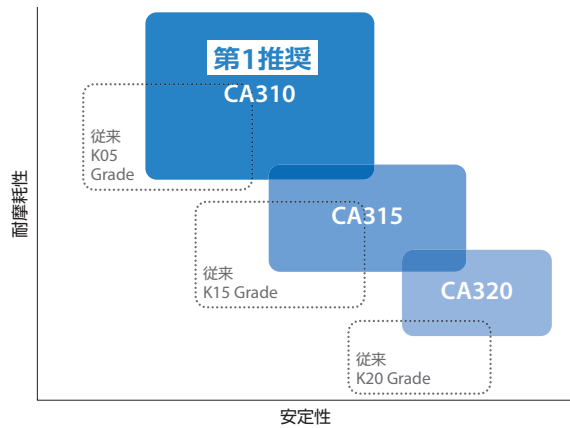 第1推奨
CA310
従来
K05
Grade
CA315
従来
K15 Grade
CA320
従来
K20 Grade
耐摩耗性
安定性